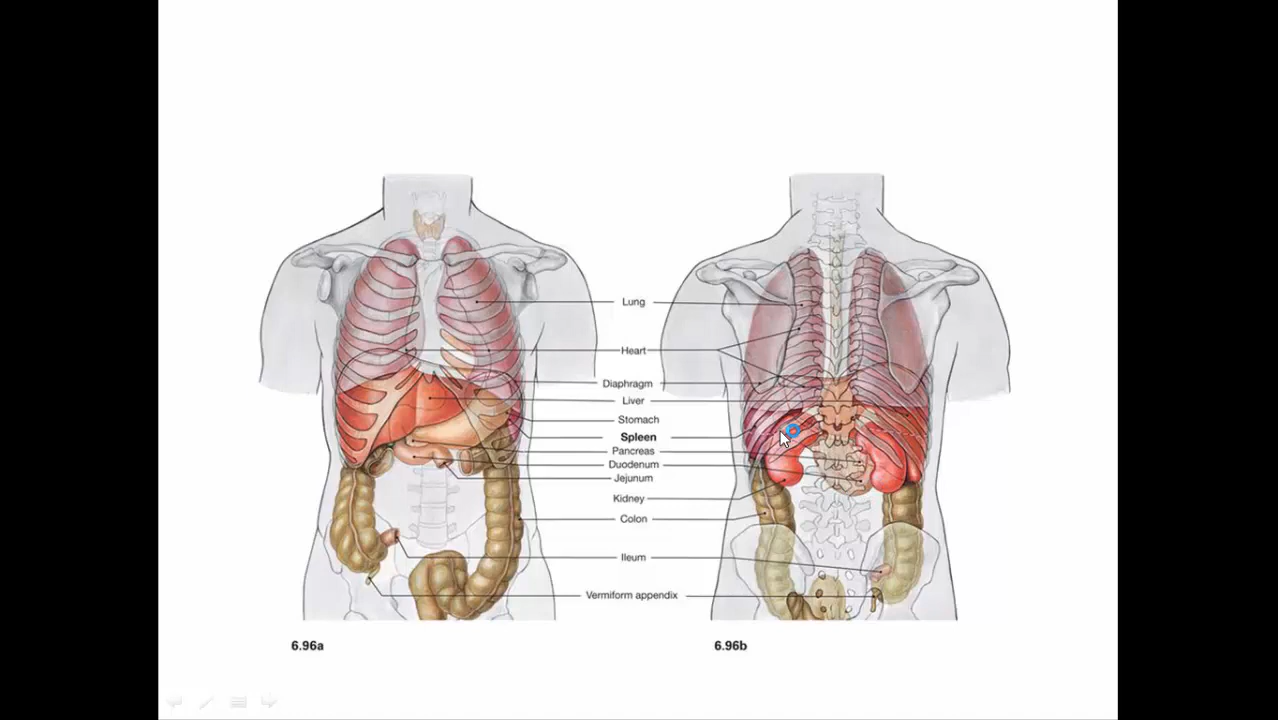 Lung
Heart
Diaphragm
Liver
Stomach
Spleen
Pancreas
Duodenum
Jejunum
Kidney
Colon
Ileum
Vermiform appendix
6.96a
6.96b